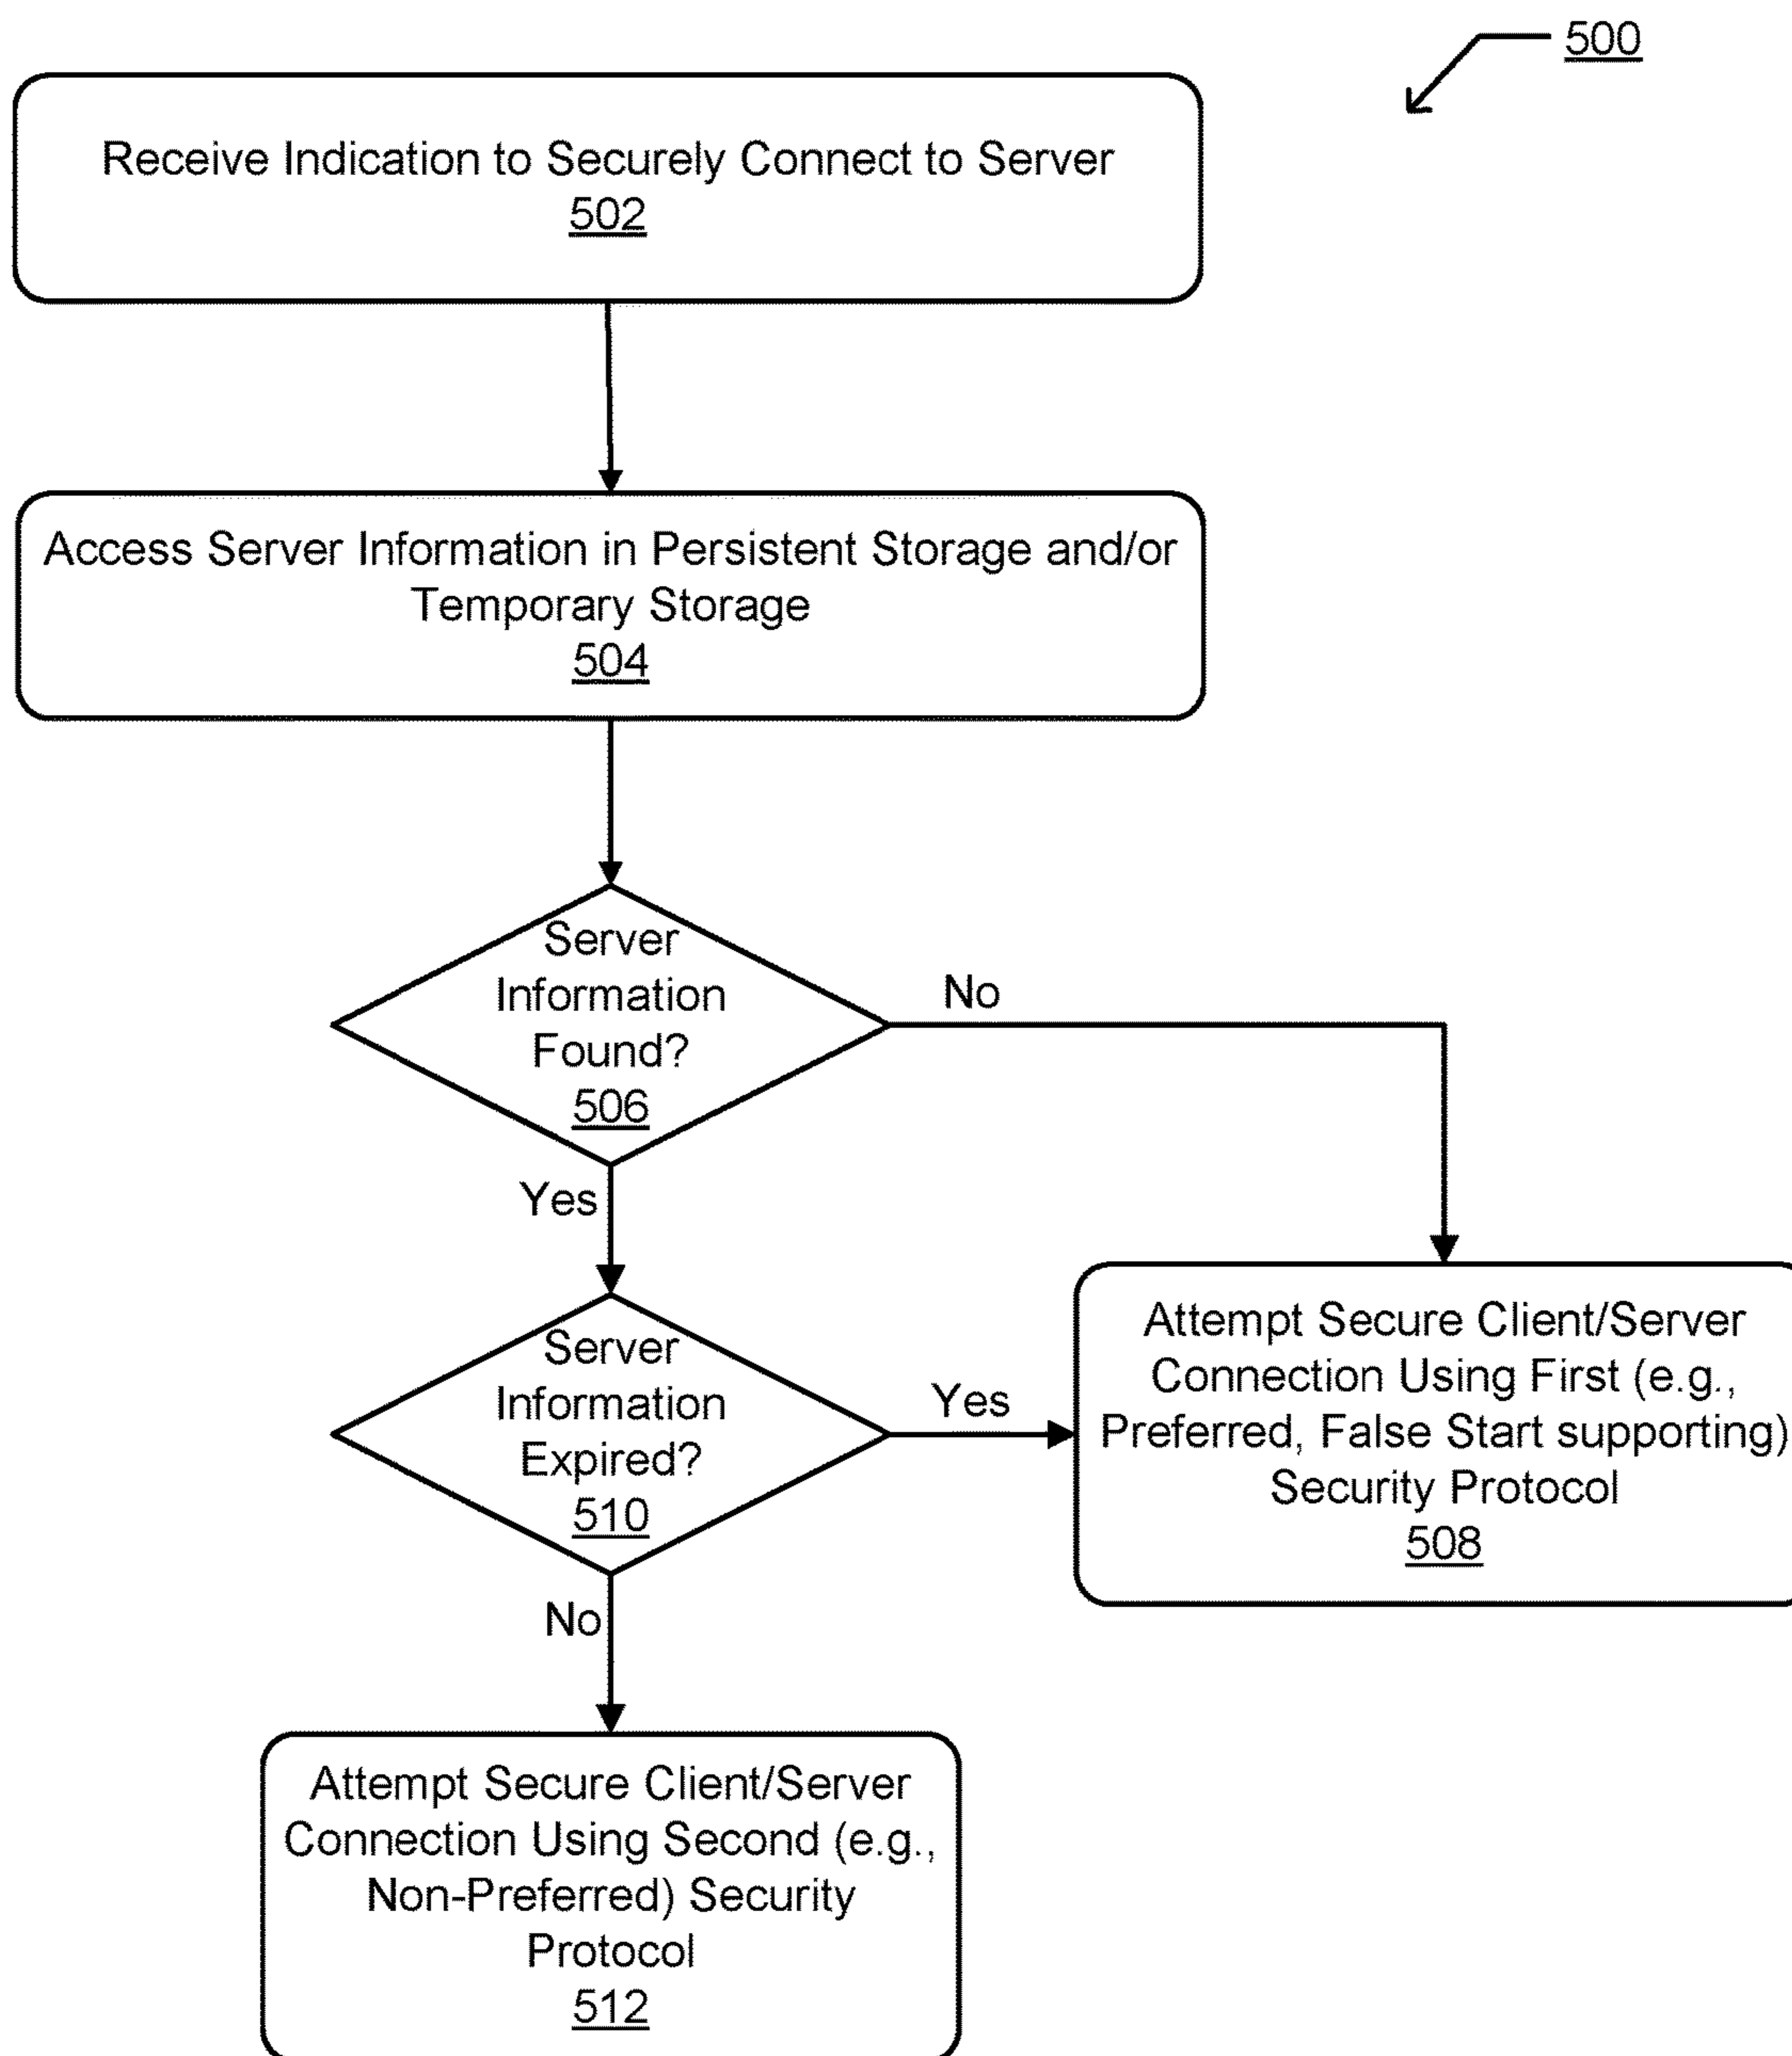 500
Receive Indication to Securely Connect to Server
502
Access Server Information in Persistent Storage and/or
Temporary Storage
504
Server
Information
Found?
506
No
Yes
Server
Information
Expired?
510
Yes
Attempt Secure Client/Server
Connection Using First (e.g.,
Preferred, False Start supporting)
Security Protocol
508
No
Attempt Secure Client/Server
Connection Using Second (e.g.,
Non-Preferred) Security
Protocol
512